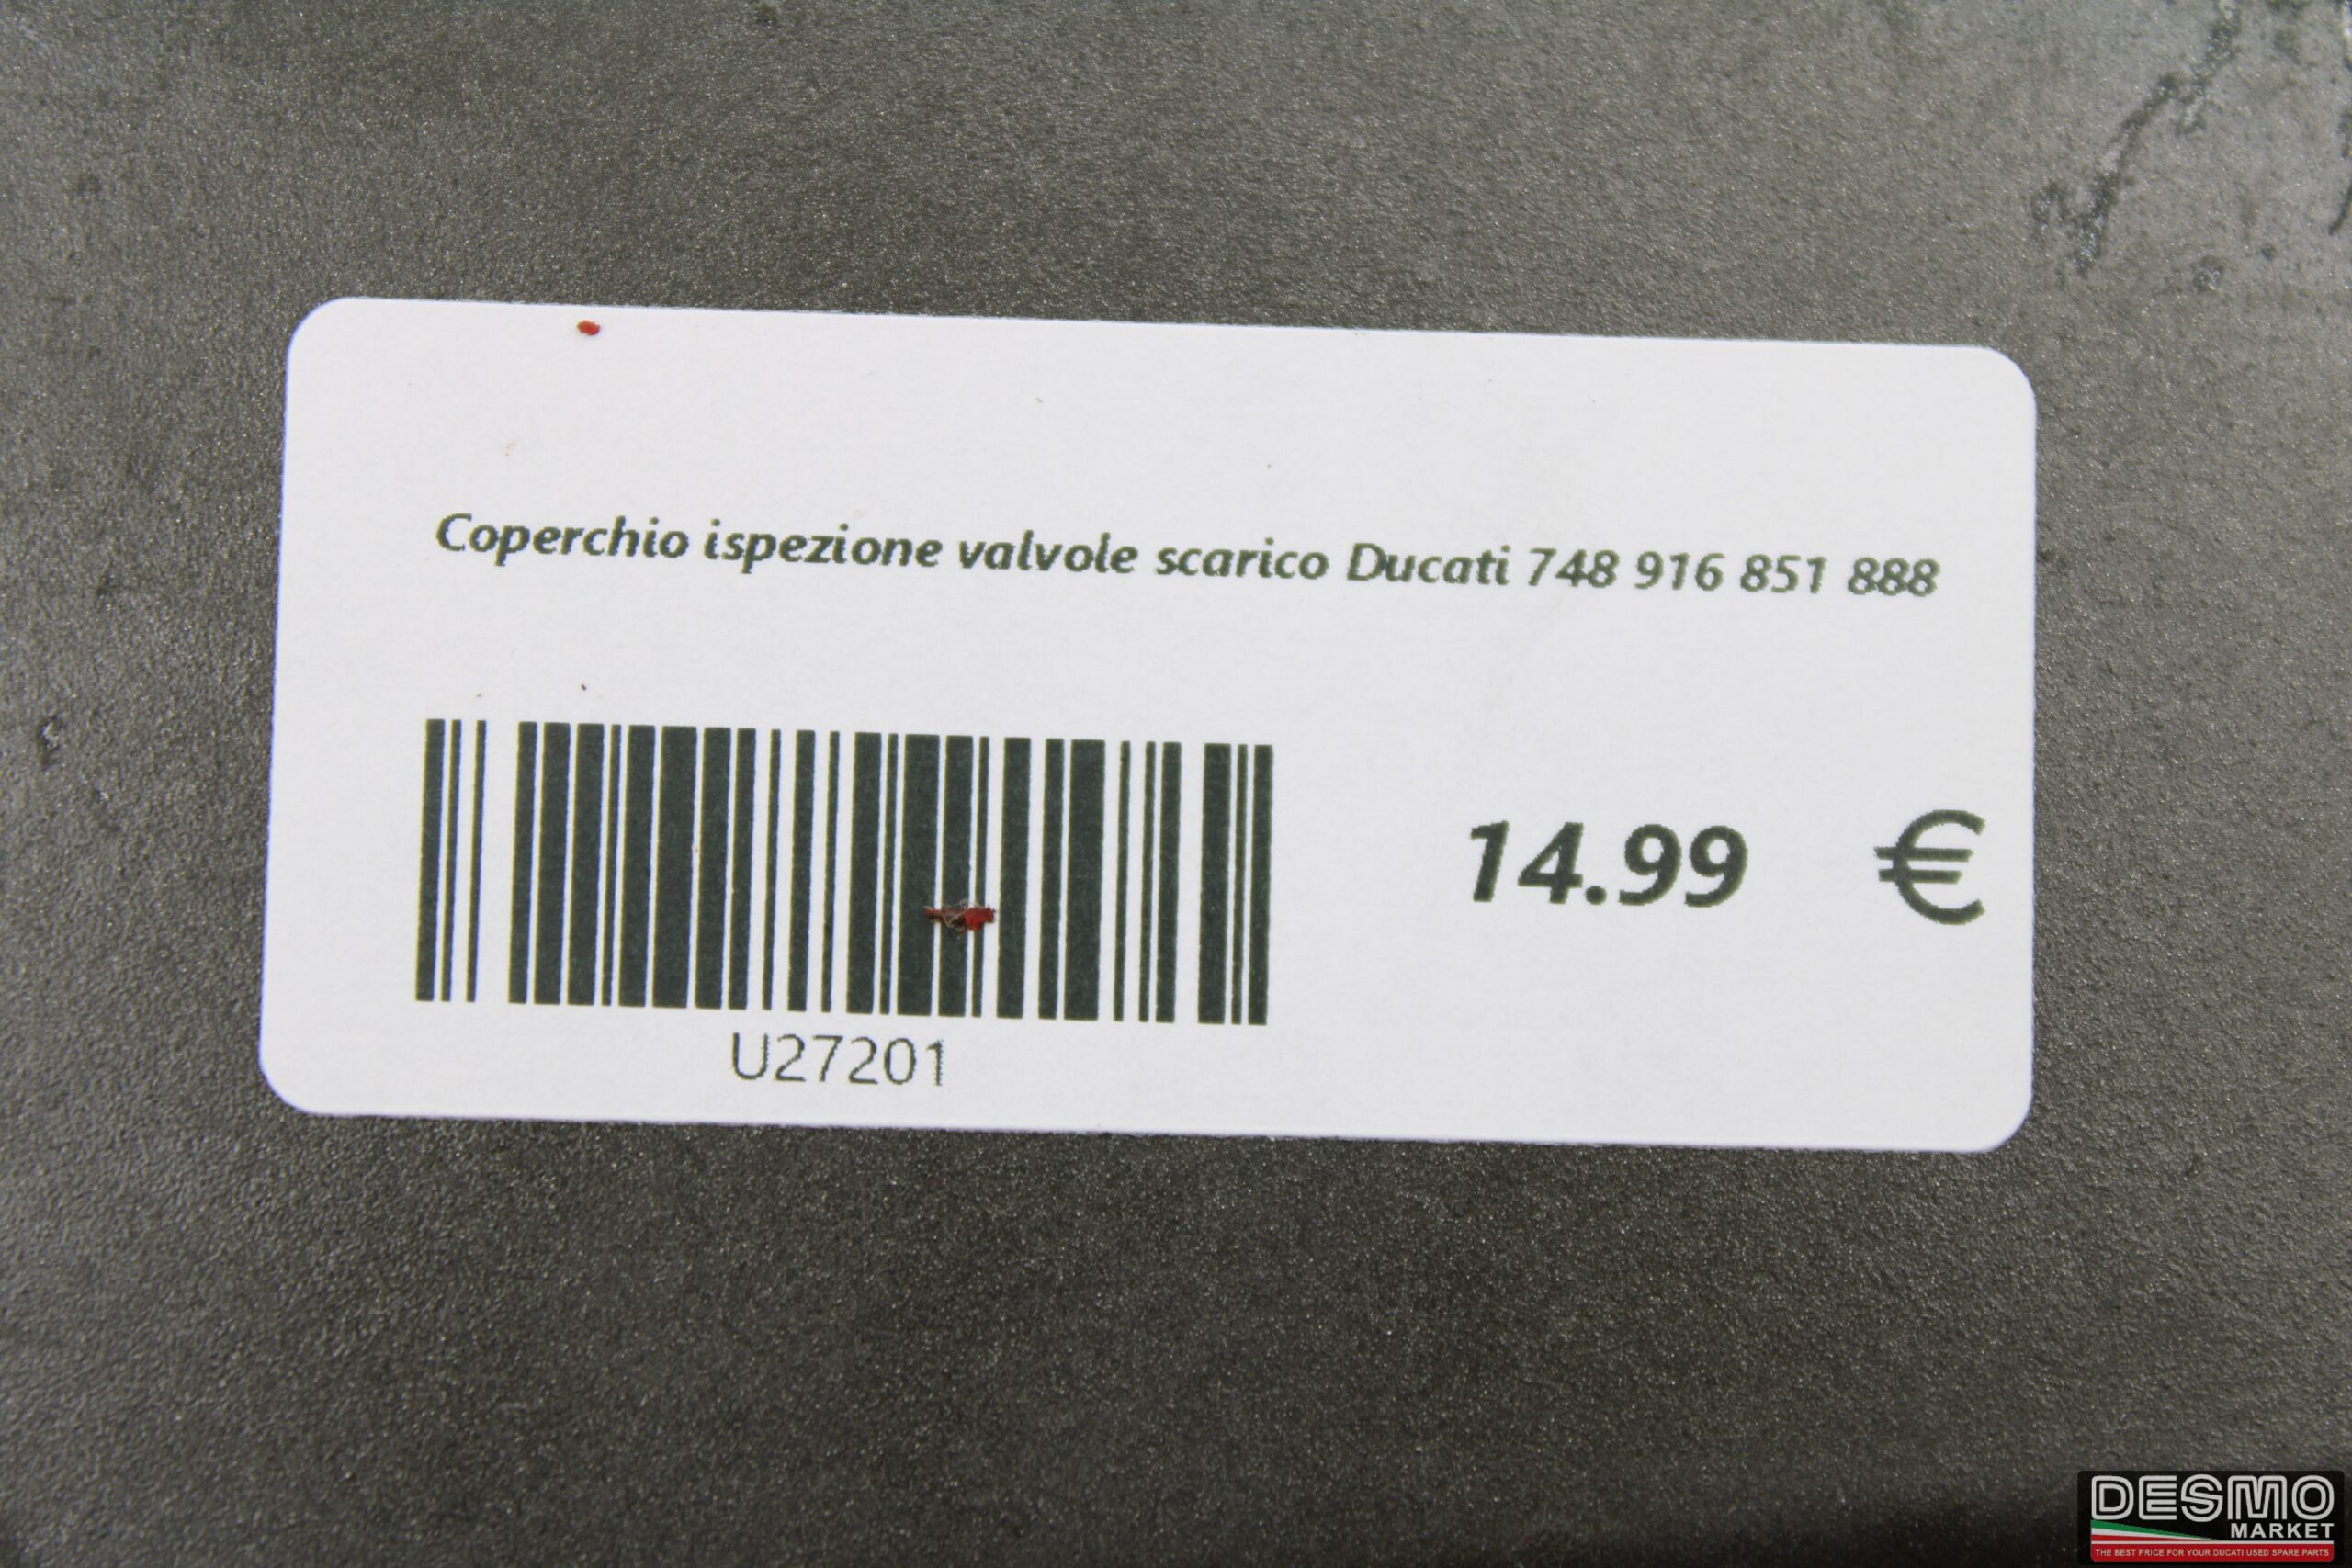 Coperchio ispezione valvole scarico Ducati 748 916 851 888
14.99 €
U27201
DESMO
MARKET
THE BEST PRICE FOR YOUR DUCATI USED SPARE PARTS